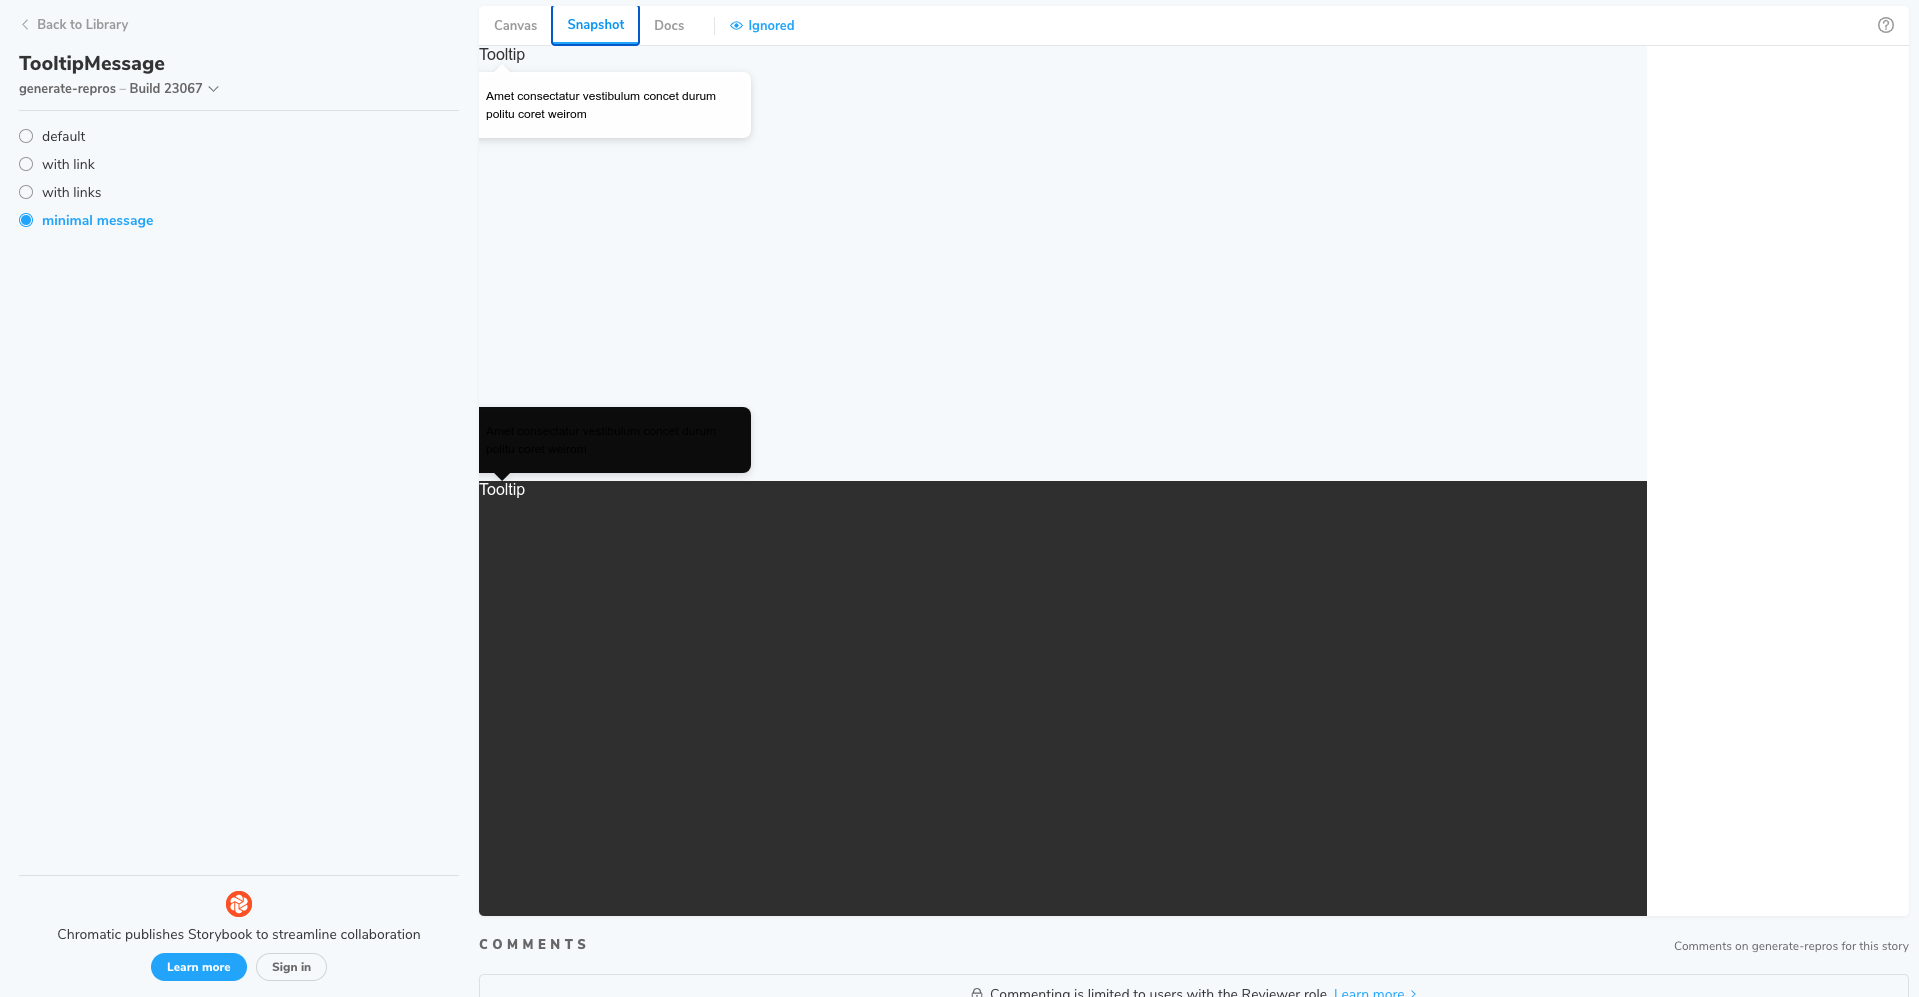 Back to Library
TooltipMessage
generate-repros – Build 23067
default
with link
with links
minimal message
Chromatic publishes Storybook to streamline collaboration
Learn more
Sign in
Canvas
Snapshot
Docs
Ignored
Tooltip
Amet consectatur vestibulum concet durum
politu coret weirom
Amet consectatur vestibulum concet durum
politu coret weirom
Tooltip
COMMENTS
Comments on generate-repros for this story
Commenting is limited to users with the Reviewer role. Learn more